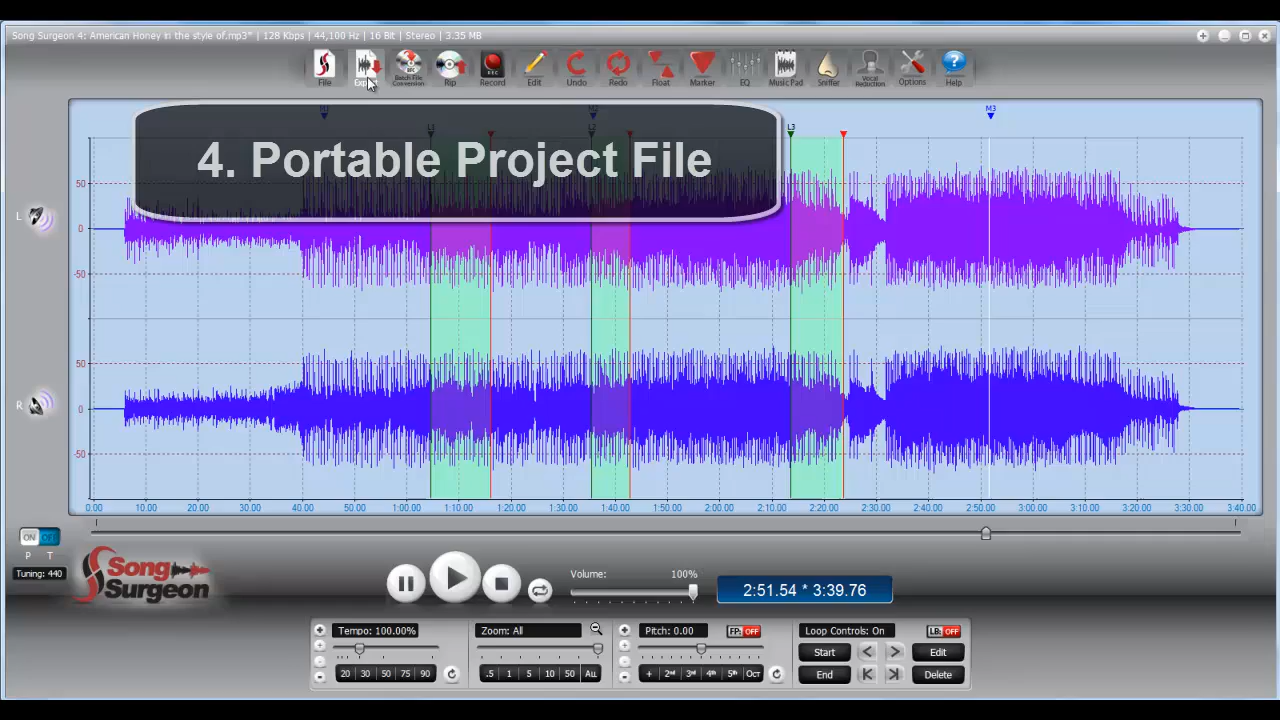 Song Surgeon 4: American Honey in the style of.mp3* | 128 Kbps | 44,100 Hz | 16 Bit | Stereo | 3.35 MB
File
Batch File Conversion
Rip
Record
Edit
Undo
Redo
Float
Marker
EQ
Music Pad
Sniffer
Vocal Reduction
Options
Help
M3
L1
L2
L3
4. Portable Project File
L
50
0
-50
R
50
0
-50
0.00 10.00 20.00 30.00 40.00 50.00 1:00.00 1:10.00 1:20.00 1:30.00 1:40.00 1:50.00 2:00.00 2:10.00 2:20.00 2:30.00 2:40.00 2:50.00 3:00.00 3:10.00 3:20.00 3:30.00 3:40.00
ON
P T
Tuning: 440
Song
Surgeon
Volume: 100%
2:51.54 * 3:39.76
Tempo: 100.00%
20 30 50 75 90
Zoom: All
.5 1 5 10 50 ALL
Pitch: 0.00
FP: OFF
+ 2nd 3rd 4th 5th Oct
Loop Controls: On
LB: OFF
Start
Edit
End
Delete